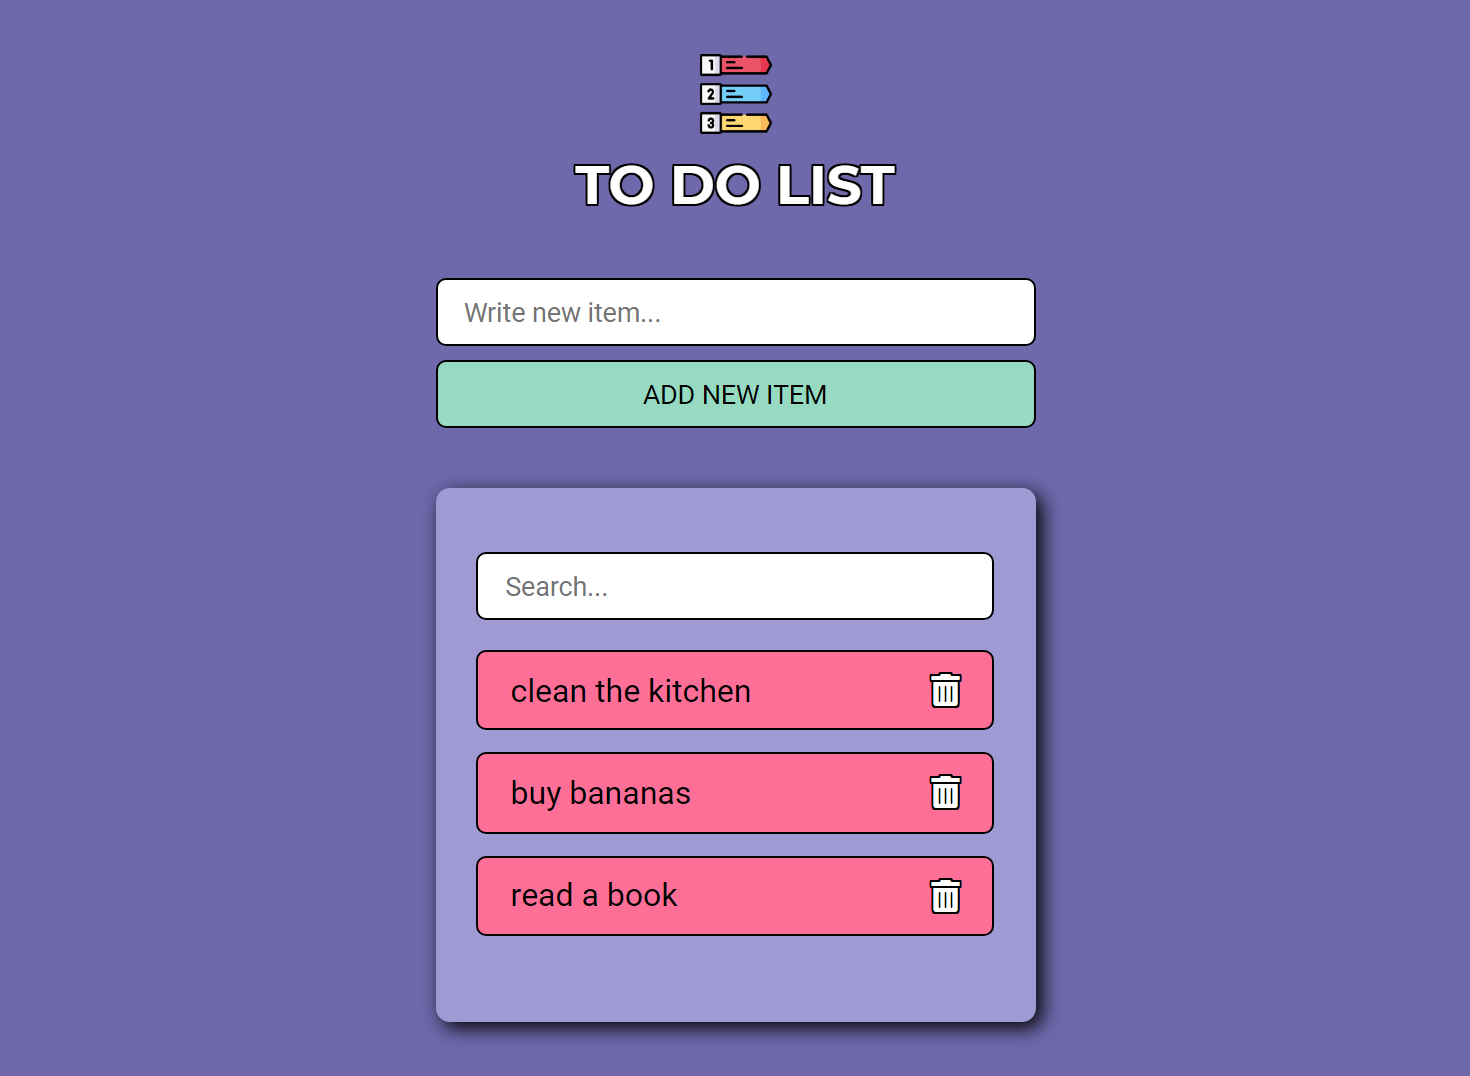 1
2
3
TO DO LIST
Write new item...
ADD NEW ITEM
Search...
clean the kitchen
buy bananas
read a book